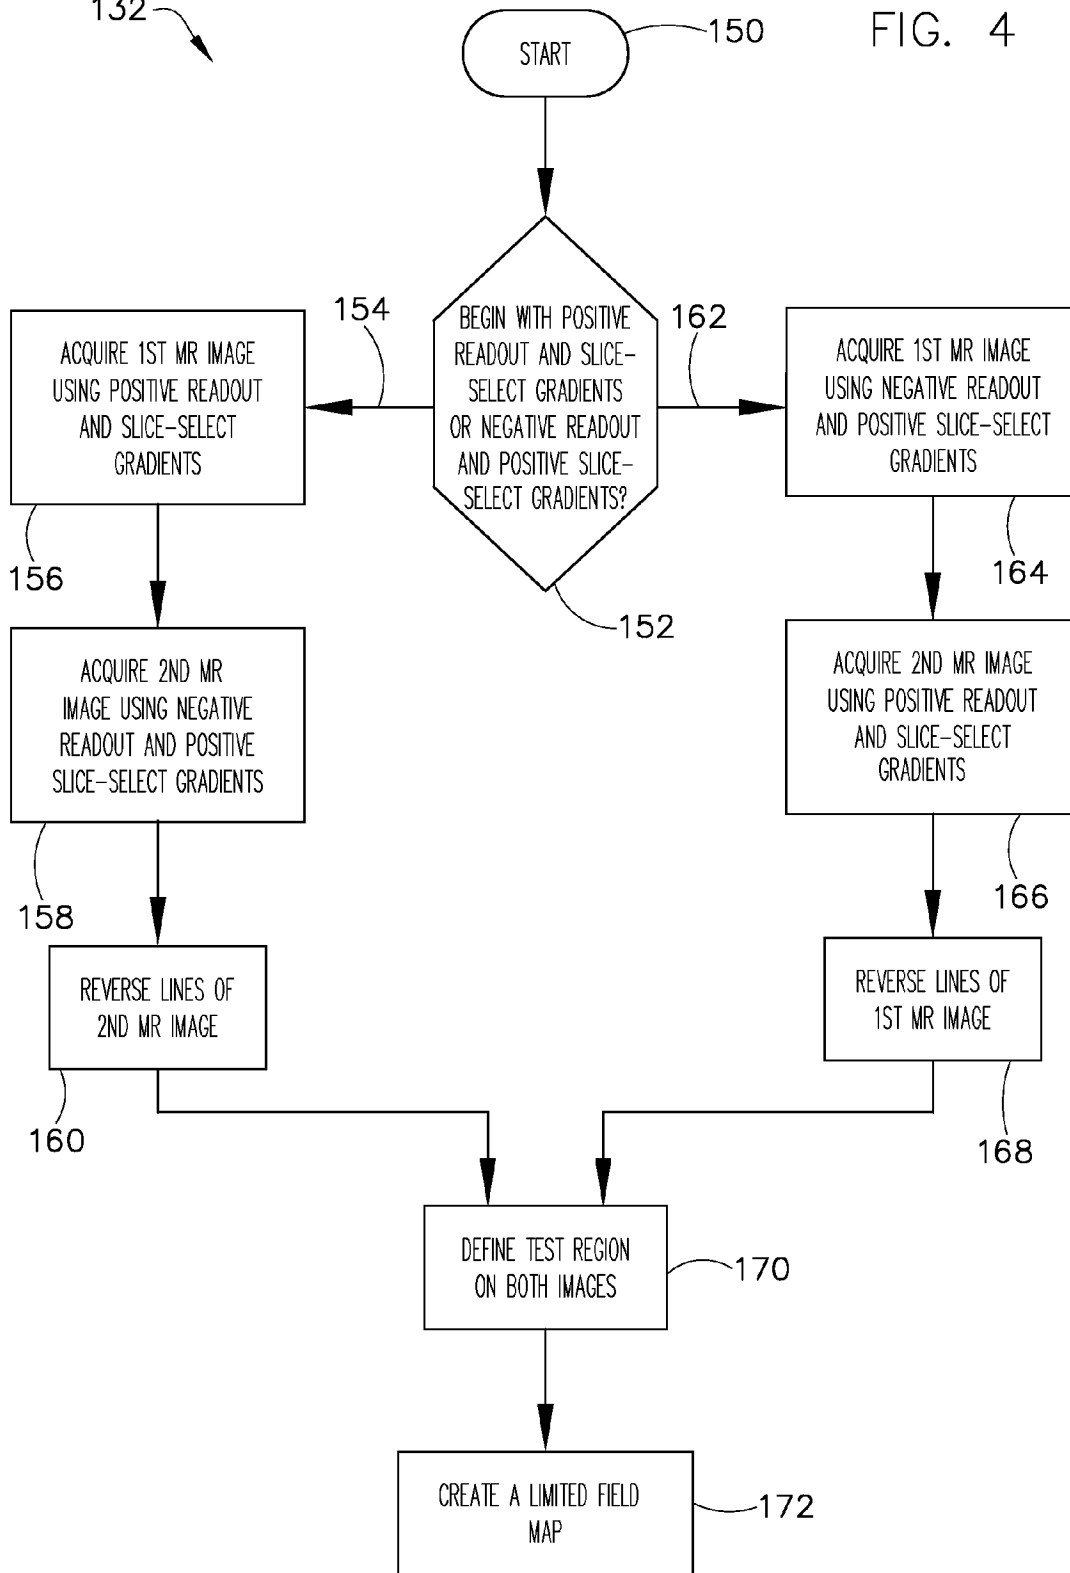 132
FIG. 4
START
150
BEGIN WITH POSITIVE
READOUT AND SLICE-
SELECT GRADIENTS
OR NEGATIVE READOUT
AND POSITIVE SLICE-
SELECT GRADIENTS?
152
154
162
ACQUIRE 1ST MR IMAGE
USING POSITIVE READOUT
AND SLICE-SELECT
GRADIENTS
156
ACQUIRE 2ND MR
IMAGE USING NEGATIVE
READOUT AND POSITIVE
SLICE-SELECT GRADIENTS
158
REVERSE LINES OF
2ND MR IMAGE
160
ACQUIRE 1ST MR IMAGE
USING NEGATIVE READOUT
AND POSITIVE SLICE-SELECT
GRADIENTS
164
ACQUIRE 2ND MR IMAGE
USING POSITIVE READOUT
AND SLICE-SELECT
GRADIENTS
166
REVERSE LINES OF
1ST MR IMAGE
168
DEFINE TEST REGION
ON BOTH IMAGES
170
CREATE A LIMITED FIELD
MAP
172